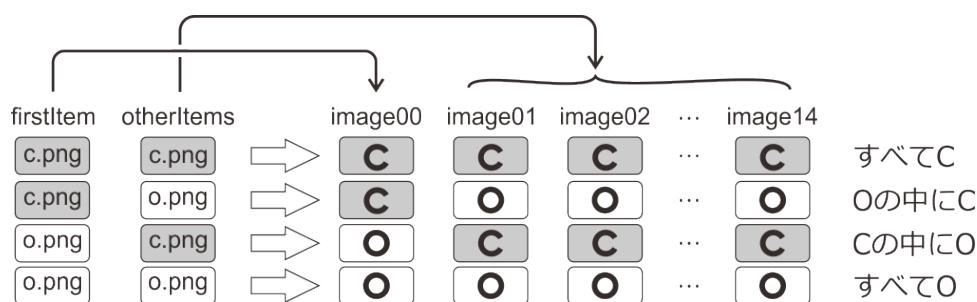 firstItem otherItems image00 image01 image02 … image14
c.png c.png C C C … C すべてC
c.png o.png C O O … O Oの中にC
o.png c.png O C C … C Cの中にO
o.png o.png O O O … O すべてO